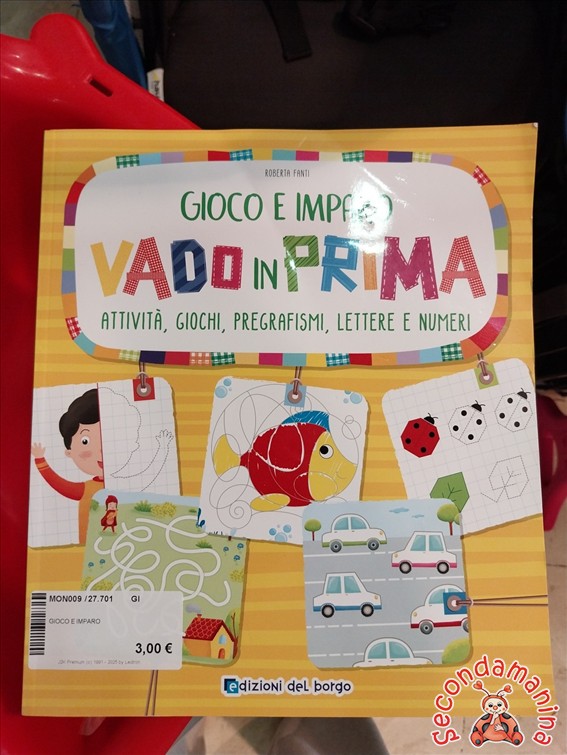 ROBERTA FANTI
GIOCO E IMPARO
VADO IN PRIMA
ATTIVITÀ, GIOCHI, PREGRAFISMI, LETTERE E NUMERI
MON009 / 27.701 GI
GIOCO E IMPARO
3,00 €
edizioni del borgo
Secondamanina